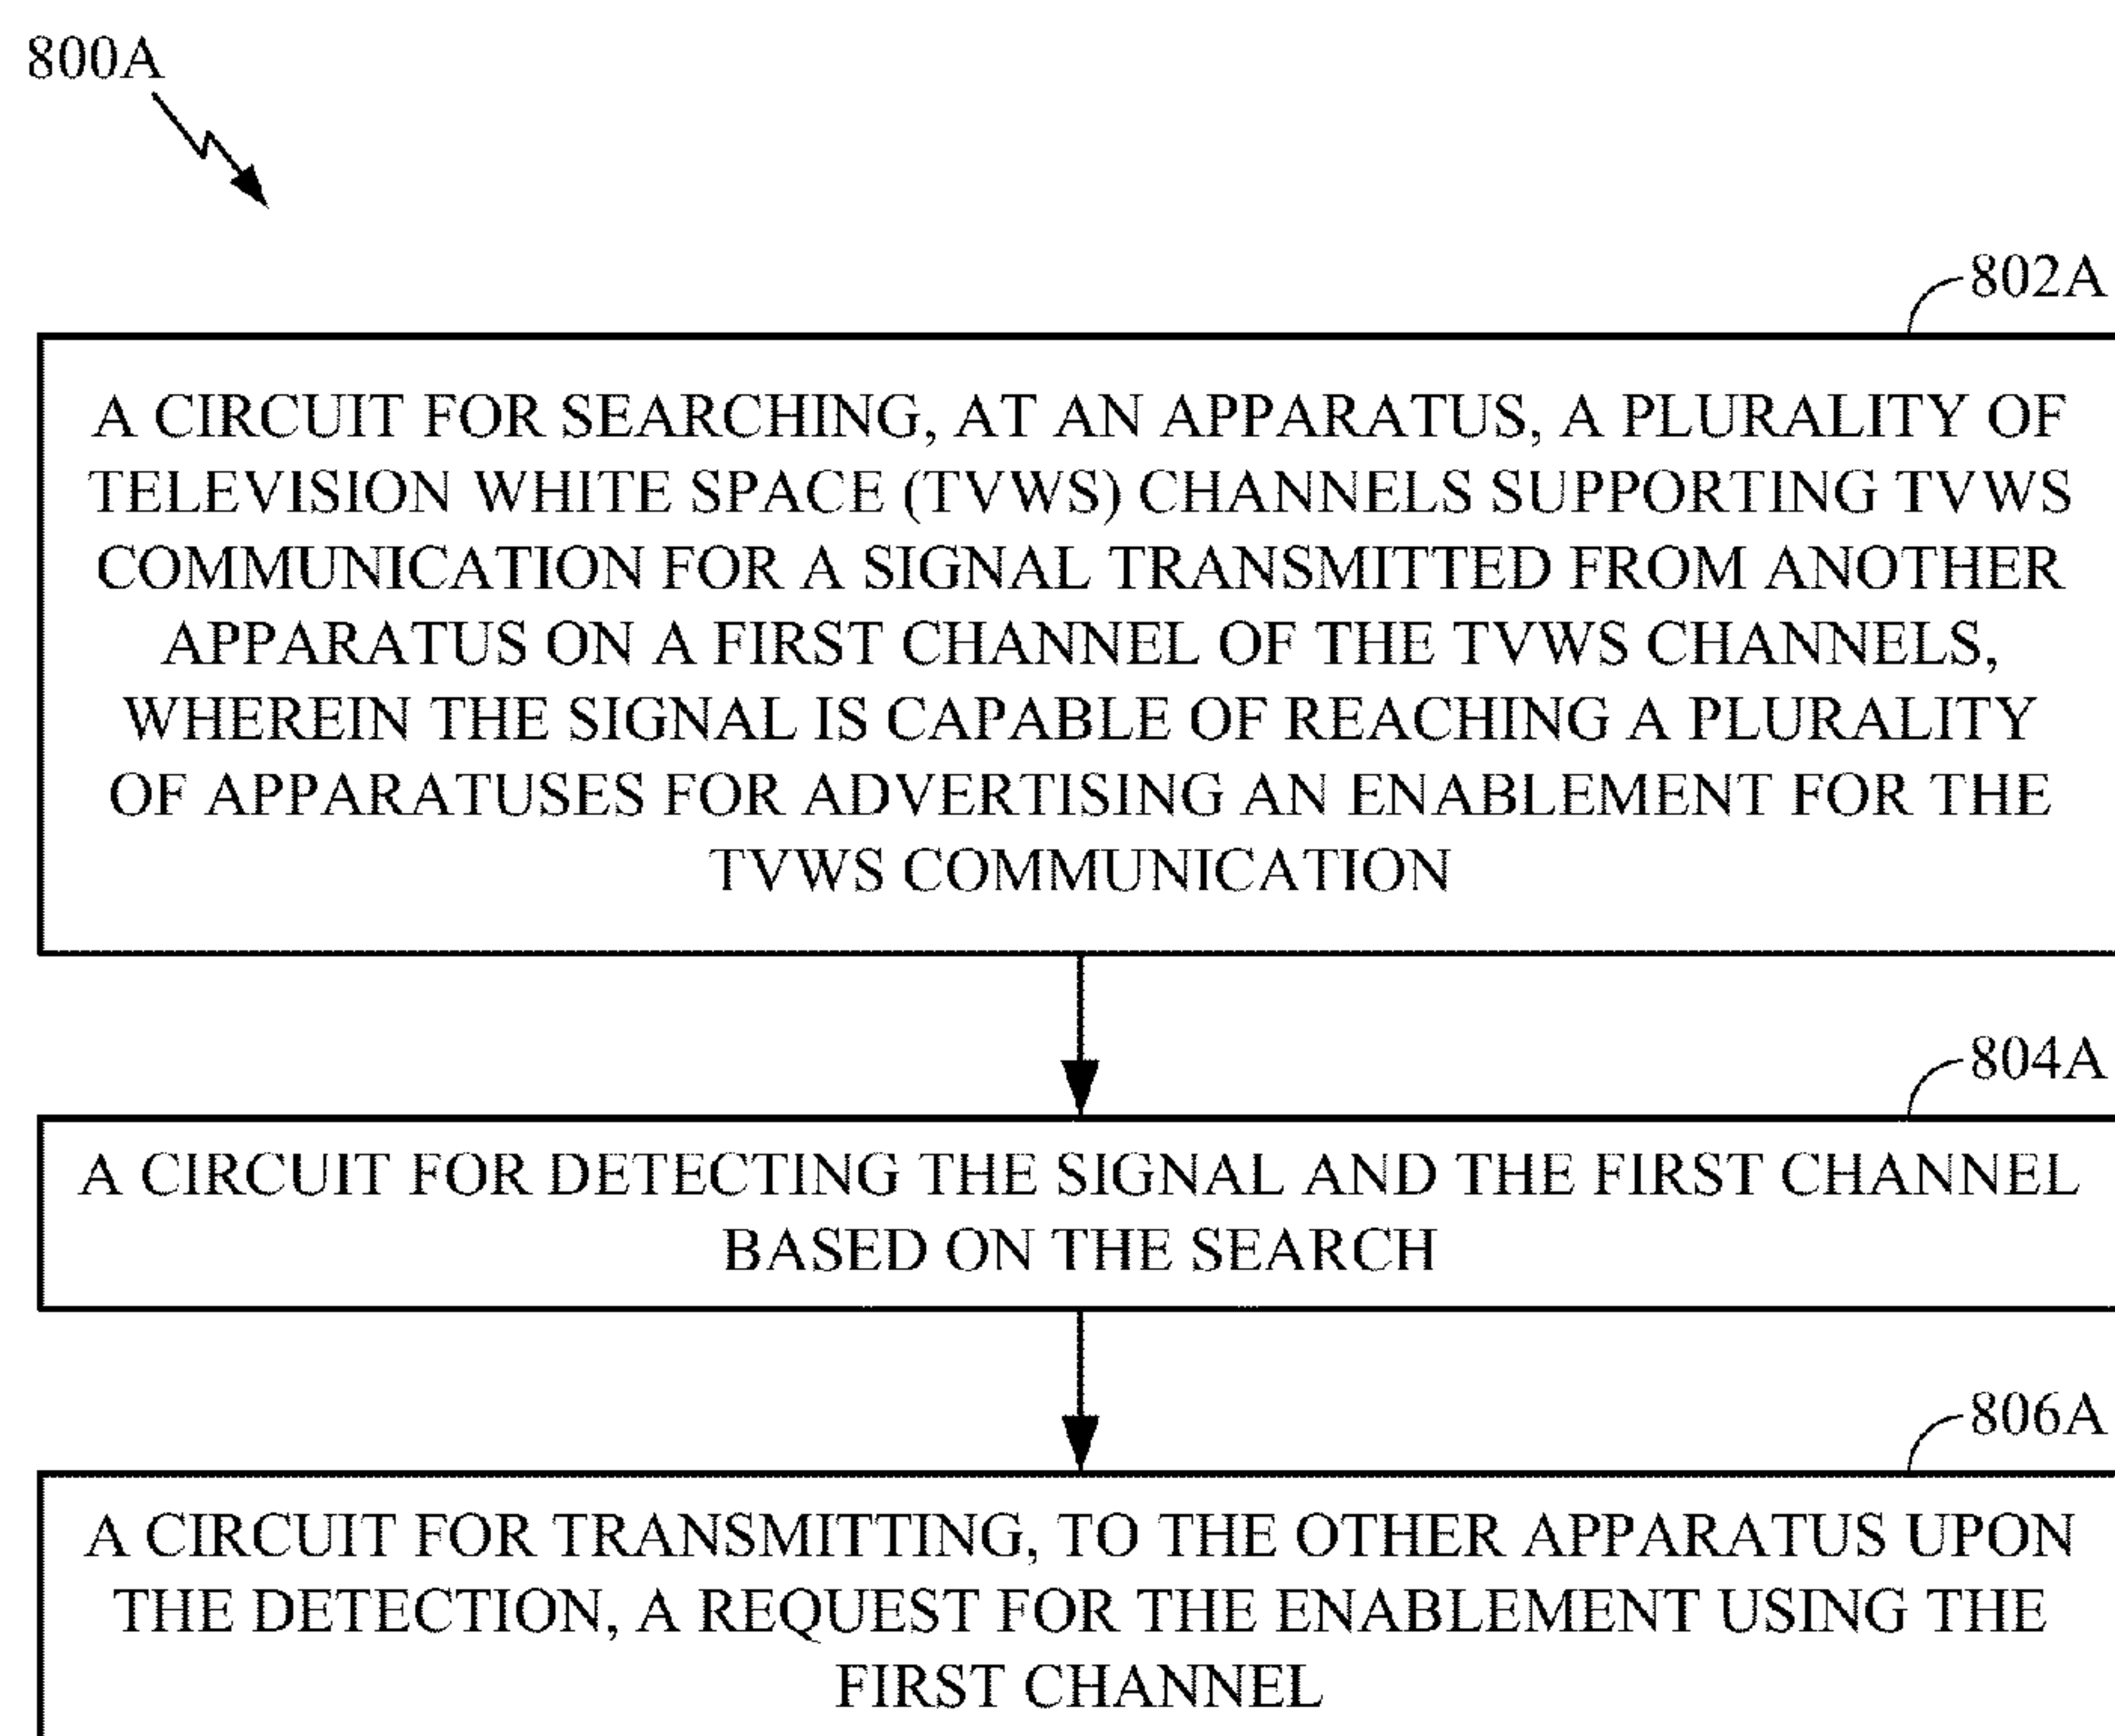 800A
802A
A CIRCUIT FOR SEARCHING, AT AN APPARATUS, A PLURALITY OF
TELEVISION WHITE SPACE (TVWS) CHANNELS SUPPORTING TVWS
COMMUNICATION FOR A SIGNAL TRANSMITTED FROM ANOTHER
APPARATUS ON A FIRST CHANNEL OF THE TVWS CHANNELS,
WHEREIN THE SIGNAL IS CAPABLE OF REACHING A PLURALITY
OF APPARATUSES FOR ADVERTISING AN ENABLEMENT FOR THE
TVWS COMMUNICATION
804A
A CIRCUIT FOR DETECTING THE SIGNAL AND THE FIRST CHANNEL
BASED ON THE SEARCH
806A
A CIRCUIT FOR TRANSMITTING, TO THE OTHER APPARATUS UPON
THE DETECTION, A REQUEST FOR THE ENABLEMENT USING THE
FIRST CHANNEL